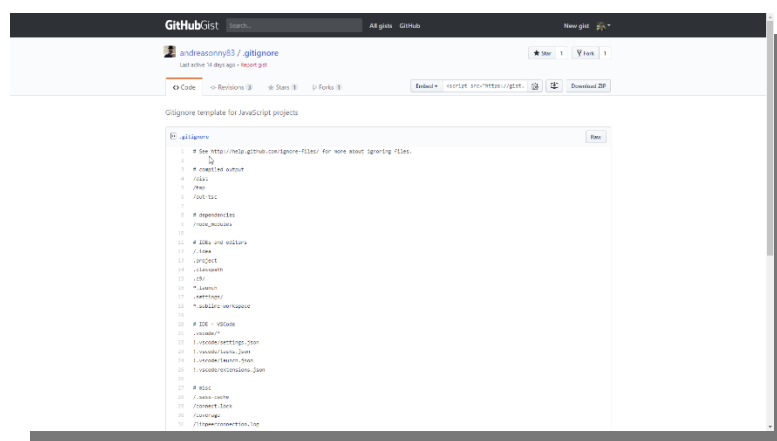 GitHubGist Search... All gists GitHub New gist
andreasonny83 / .gitignore Star 1 Fork 1
Last active 14 days ago • Report gist
Code Revisions 3 Stars 1 Forks 1 Embed <script src="https://gist. Download ZIP
Gitignore template for JavaScript projects
.gitignore Raw
1 # See http://help.github.com/ignore-files/ for more about ignoring files.
2
3 # compiled output
4 /dist
5 /tmp
6 /out-tsc
7
8 # dependencies
9 /node_modules
10
11 # IDEs and editors
12 /.idea
13 .project
14 .classpath
15 .c9/
16 *.launch
17 .settings/
18 *.sublime-workspace
19
20 # IDE - VSCode
21 .vscode/*
22 !.vscode/settings.json
23 !.vscode/tasks.json
24 !.vscode/launch.json
25 !.vscode/extensions.json
26
27 # misc
28 /.sass-cache
29 /connect.lock
30 /coverage
31 /libpeerconnection.log